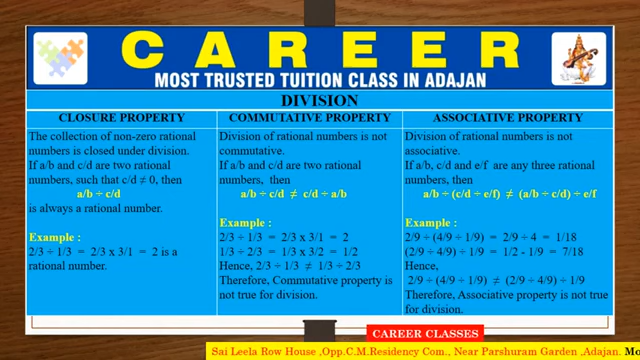 CAREER
MOST TRUSTED TUITION CLASS IN ADAJAN
DIVISION
CLOSURE PROPERTY
The collection of non-zero rational
numbers is closed under division.
If a/b and c/d are two rational
numbers, such that c/d ≠ 0, then
a/b ÷ c/d
is always a rational number.
Example :
2/3 ÷ 1/3 = 2/3 x 3/1 = 2 is a
rational number.
COMMUTATIVE PROPERTY
Division of rational numbers is not
commutative.
If a/b and c/d are two rational
numbers, then
a/b ÷ c/d ≠ c/d ÷ a/b
Example :
2/3 ÷ 1/3 = 2/3 x 3/1 = 2
1/3 ÷ 2/3 = 1/3 x 3/2 = 1/2
Hence, 2/3 ÷ 1/3 ≠ 1/3 ÷ 2/3
Therefore, Commutative property is
not true for division.
ASSOCIATIVE PROPERTY
Division of rational numbers is not
associative.
If a/b, c/d and e/f are any three rational
numbers, then
a/b ÷ (c/d ÷ e/f) ≠ (a/b ÷ c/d) ÷ e/f
Example :
2/9 ÷ (4/9 ÷ 1/9) = 2/9 ÷ 4 = 1/18
(2/9 ÷ 4/9) ÷ 1/9 = 1/2 - 1/9 = 7/18
Hence,
2/9 ÷ (4/9 ÷ 1/9) ≠ (2/9 ÷ 4/9) ÷ 1/9
Therefore, Associative property is not true
for division.
CAREER CLASSES
Sai Leela Row House ,Opp.C.M.Residency Com., Near Parshuram Garden ,Adajan. Mo